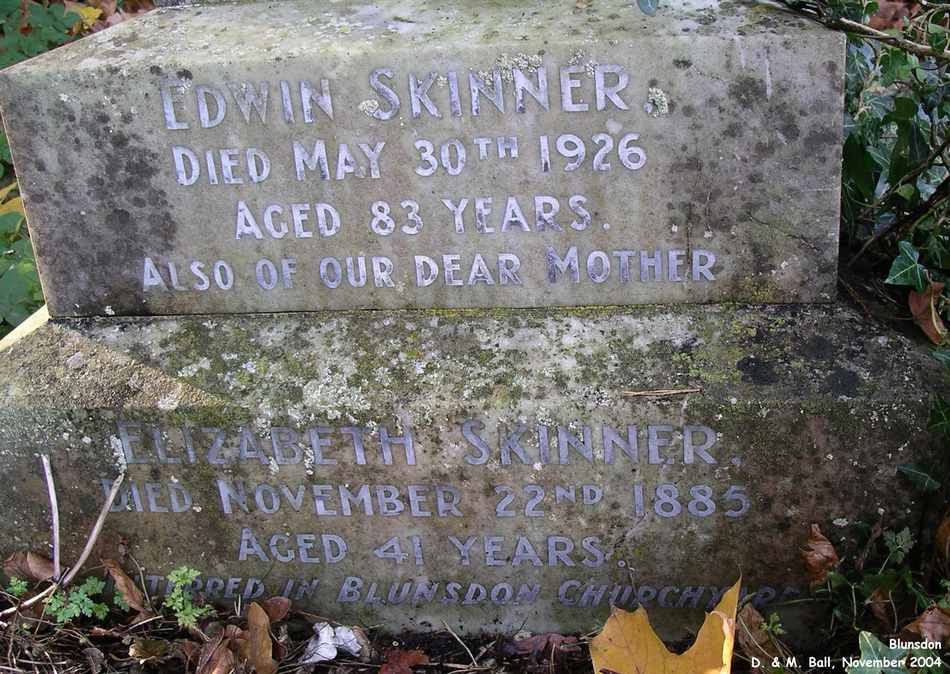 EDWIN SKINNER.
DIED MAY 30TH 1926
AGED 83 YEARS.
ALSO OF OUR DEAR MOTHER
ELIZABETH SKINNER.
DIED NOVEMBER 22ND 1885
AGED 41 YEARS.
IN BLUNSDON CHURCHYARD
Blunsdon
D. & M. Ball, November 2004